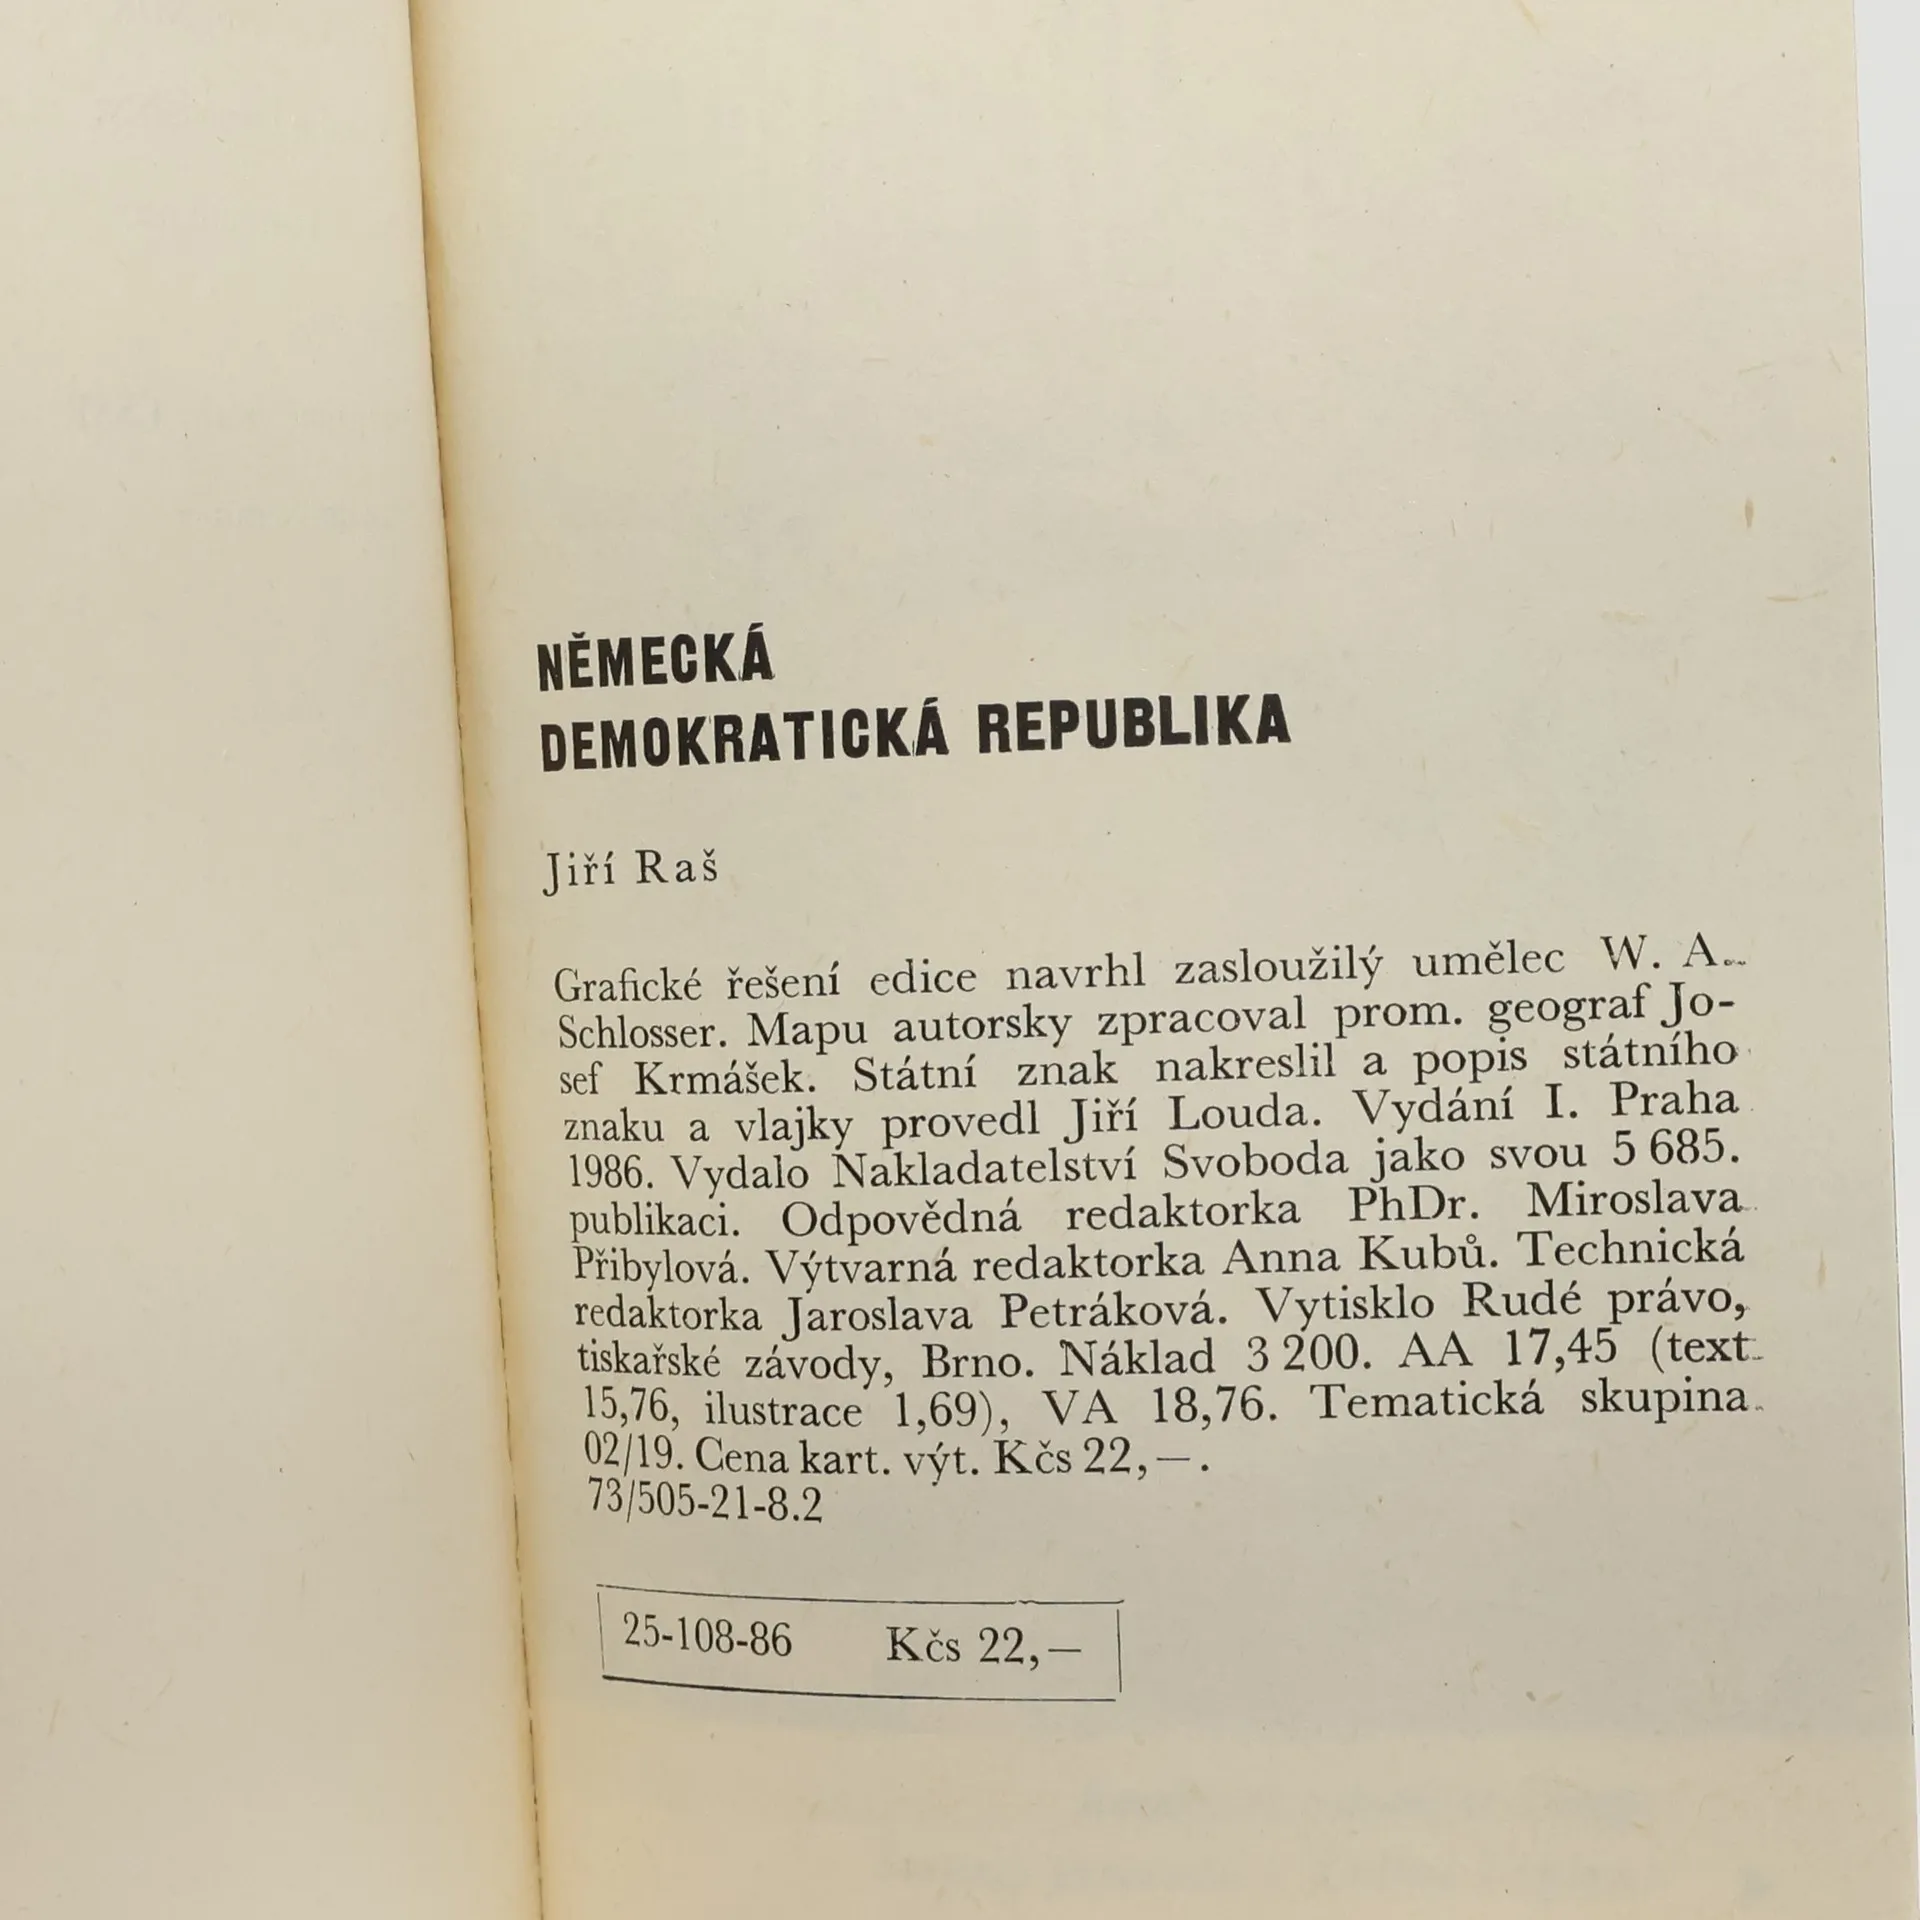 NĚMECKÁ
DEMOKRATICKÁ REPUBLIKA
Jiří Raš
Grafické řešení edice navrhl zasloužilý umělec W. A.
Schlosser. Mapu autorsky zpracoval prom. geograf Jo-
sef Krmášek. Státní znak nakreslil a popis státního
znaku a vlajky provedl Jiří Louda. Vydání I. Praha
1986. Vydalo Nakladatelství Svoboda jako svou 5 685.
publikaci. Odpovědná redaktorka PhDr. Miroslava
Přibylová. Výtvarná redaktorka Anna Kubů. Technická
redaktorka Jaroslava Petráková. Vytisklo Rudé právo,
tiskařské závody, Brno. Náklad 3 200. AA 17,45 (text
15,76, ilustrace 1,69), VA 18,76. Tematická skupina
02/19. Cena kart. výt. Kčs 22,—.
73/505-21-8.2
25-108-86 Kčs 22,—